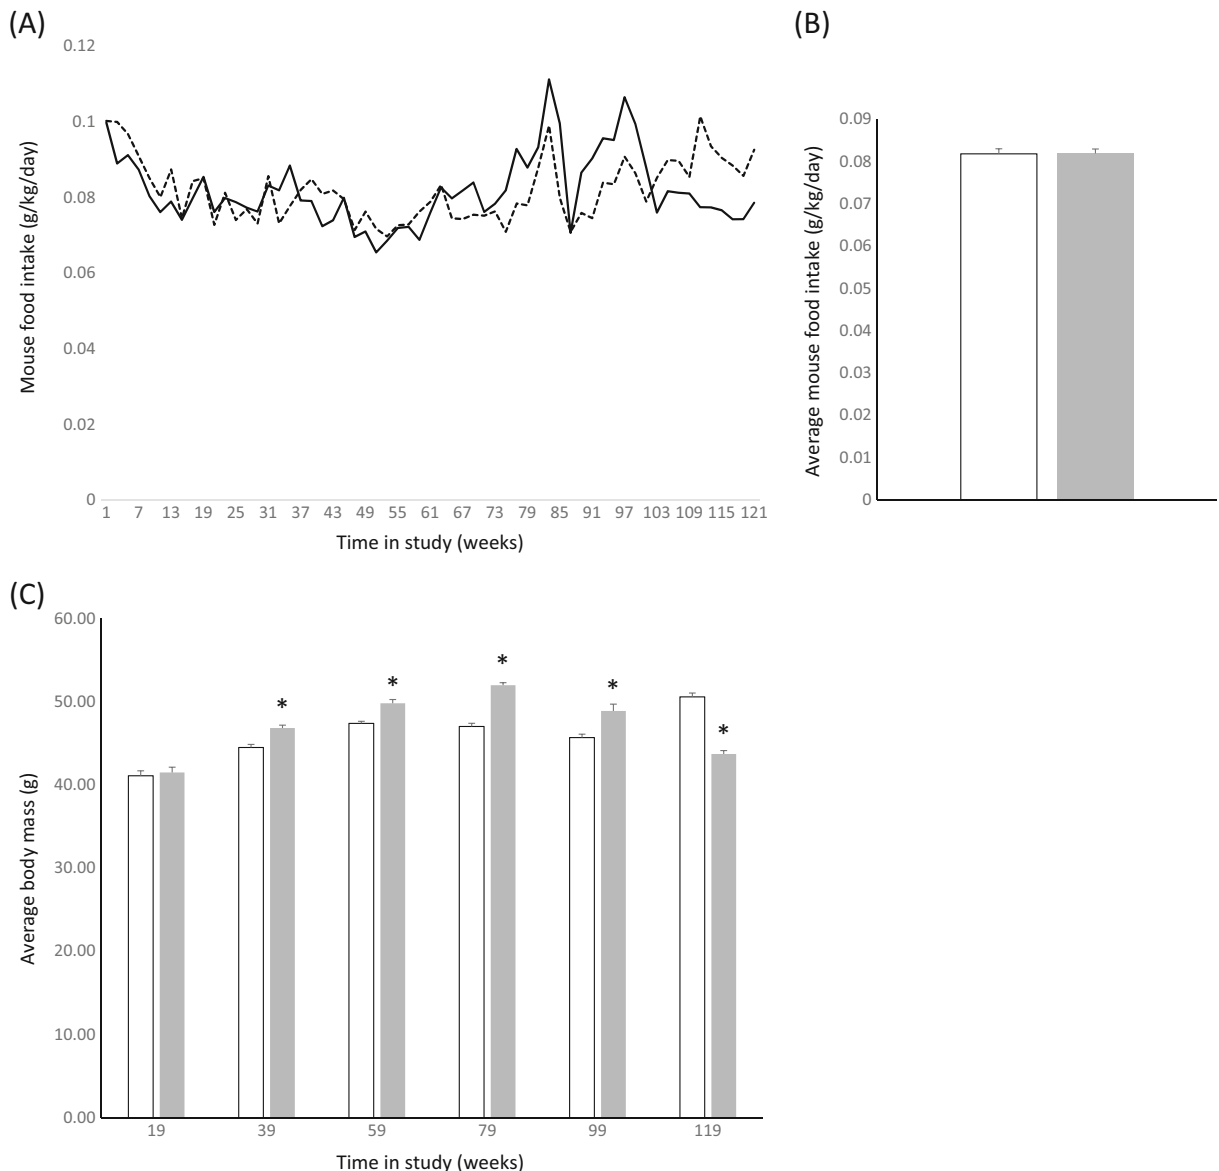 (A)
0.12
0.1
0.08
0.06
0.04
0.02
0
Mouse food intake (g/kg/day)
1 7 13 19 25 31 37 43 49 55 61 67 73 79 85 91 97 103 109 115 121
Time in study (weeks)
(B)
0.09
0.08
0.07
0.06
0.05
0.04
0.03
0.02
0.01
0
Average mouse food intake (g/kg/day)
(C)
60.00
50.00
40.00
30.00
20.00
10.00
0.00
Average body mass (g)
* * * * *
19 39 59 79 99 119
Time in study (weeks)